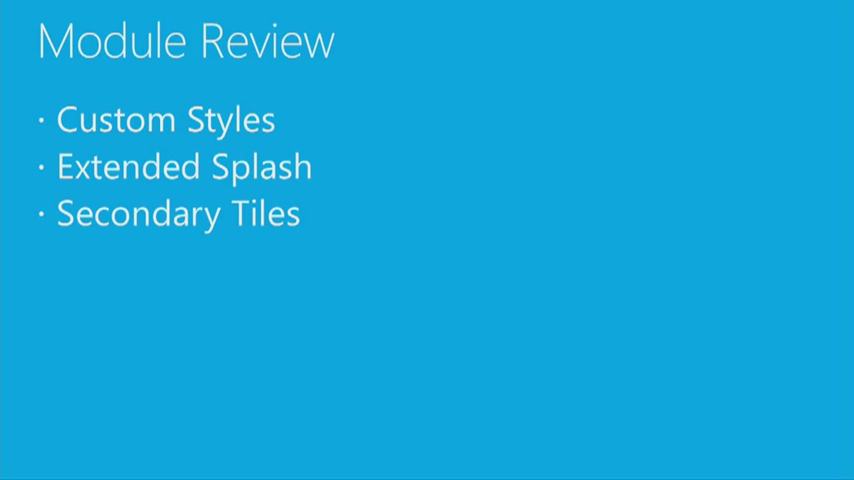 Module Review
· Custom Styles
· Extended Splash
· Secondary Tiles